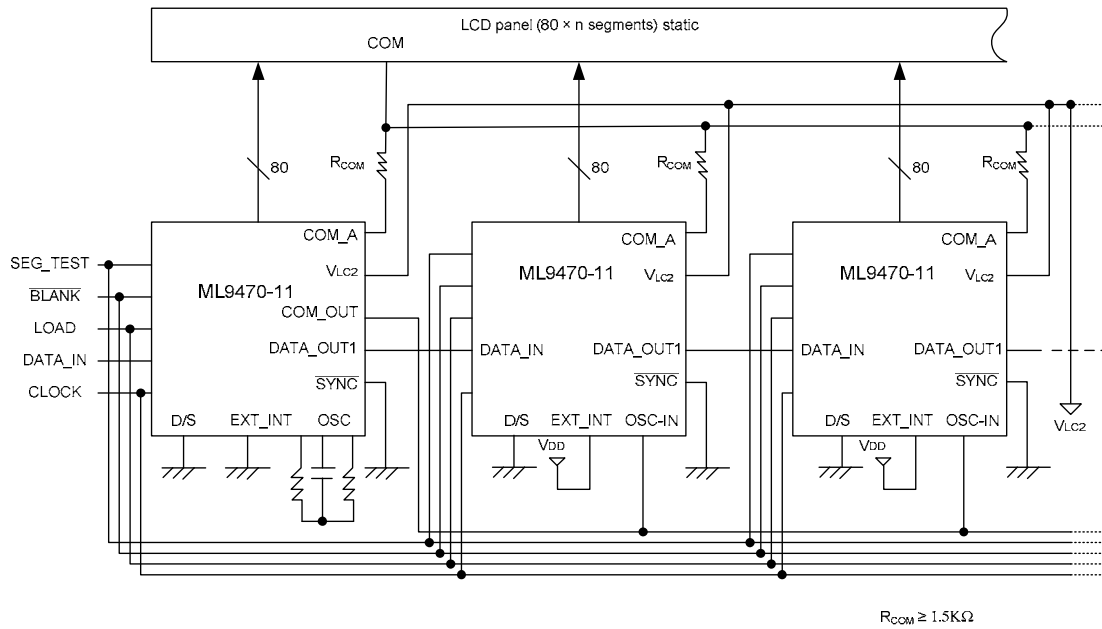 LCD panel (80 × n segments) static
COM
80
RCOM
80
RCOM
80
RCOM
COM_A
COM_A
COM_A
SEG_TEST
VLC2
VLC2
VLC2
ML9470-11
ML9470-11
ML9470-11
BLANK
COM_OUT
LOAD
DATA_OUT1
DATA_IN
DATA_OUT1
DATA_IN
DATA_OUT1
DATA_IN
SYNC
SYNC
SYNC
CLOCK
D/S
EXT_INT
OSC
D/S
EXT_INT
OSC-IN
D/S
EXT_INT
OSC-IN
VLC2
VDD
VDD
RCOM ≥ 1.5KΩ